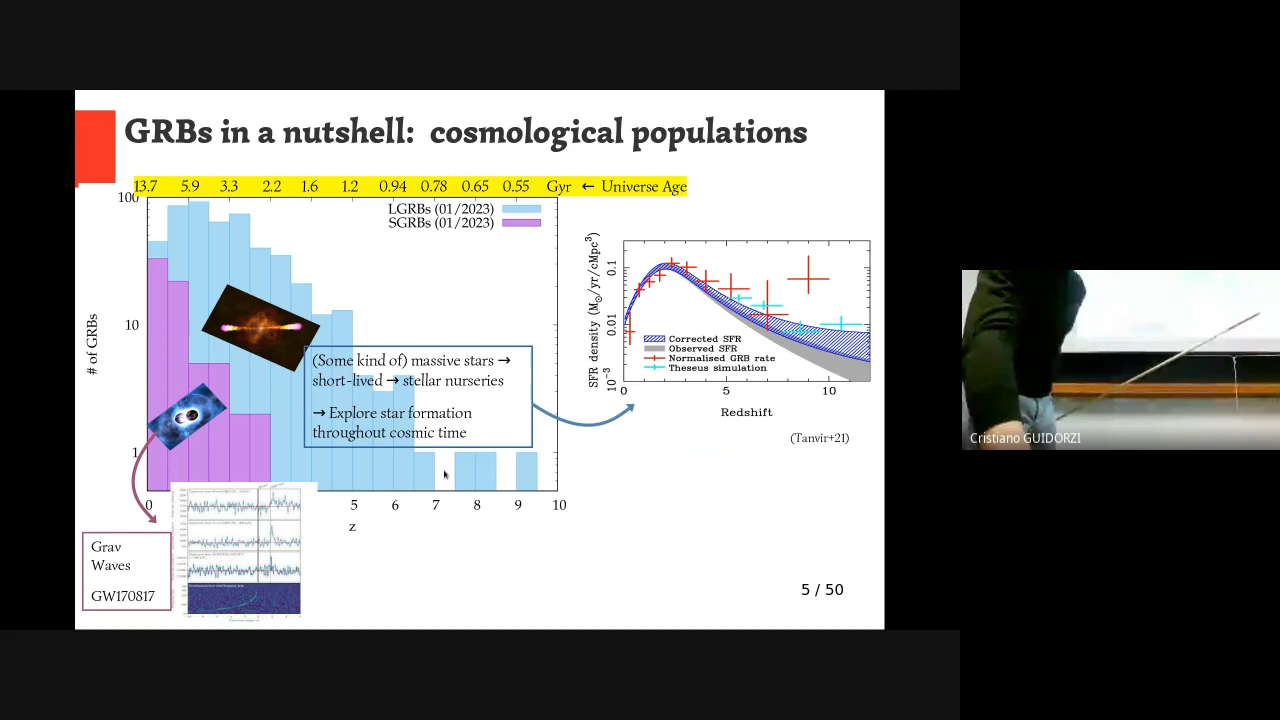 GRBs in a nutshell: cosmological populations
13.7 5.9 3.3 2.2 1.6 1.2 0.94 0.78 0.65 0.55 Gyr ← Universe Age
100
10
1
# of GRBs
LGRBs (01/2023)
SGRBs (01/2023)
(Some kind of) massive stars →
short-lived → stellar nurseries
→ Explore star formation
throughout cosmic time
0 5 6 7 8 9 10
z
Grav
Waves
GW170817
SFR density (M☉/yr/cMpc³)
0.1
0.01
10⁻³
Corrected SFR
Observed SFR
Normalised GRB rate
Theseus simulation
0 5 10
Redshift
(Tanvir+21)
5 / 50
Cristiano GUIDORZI